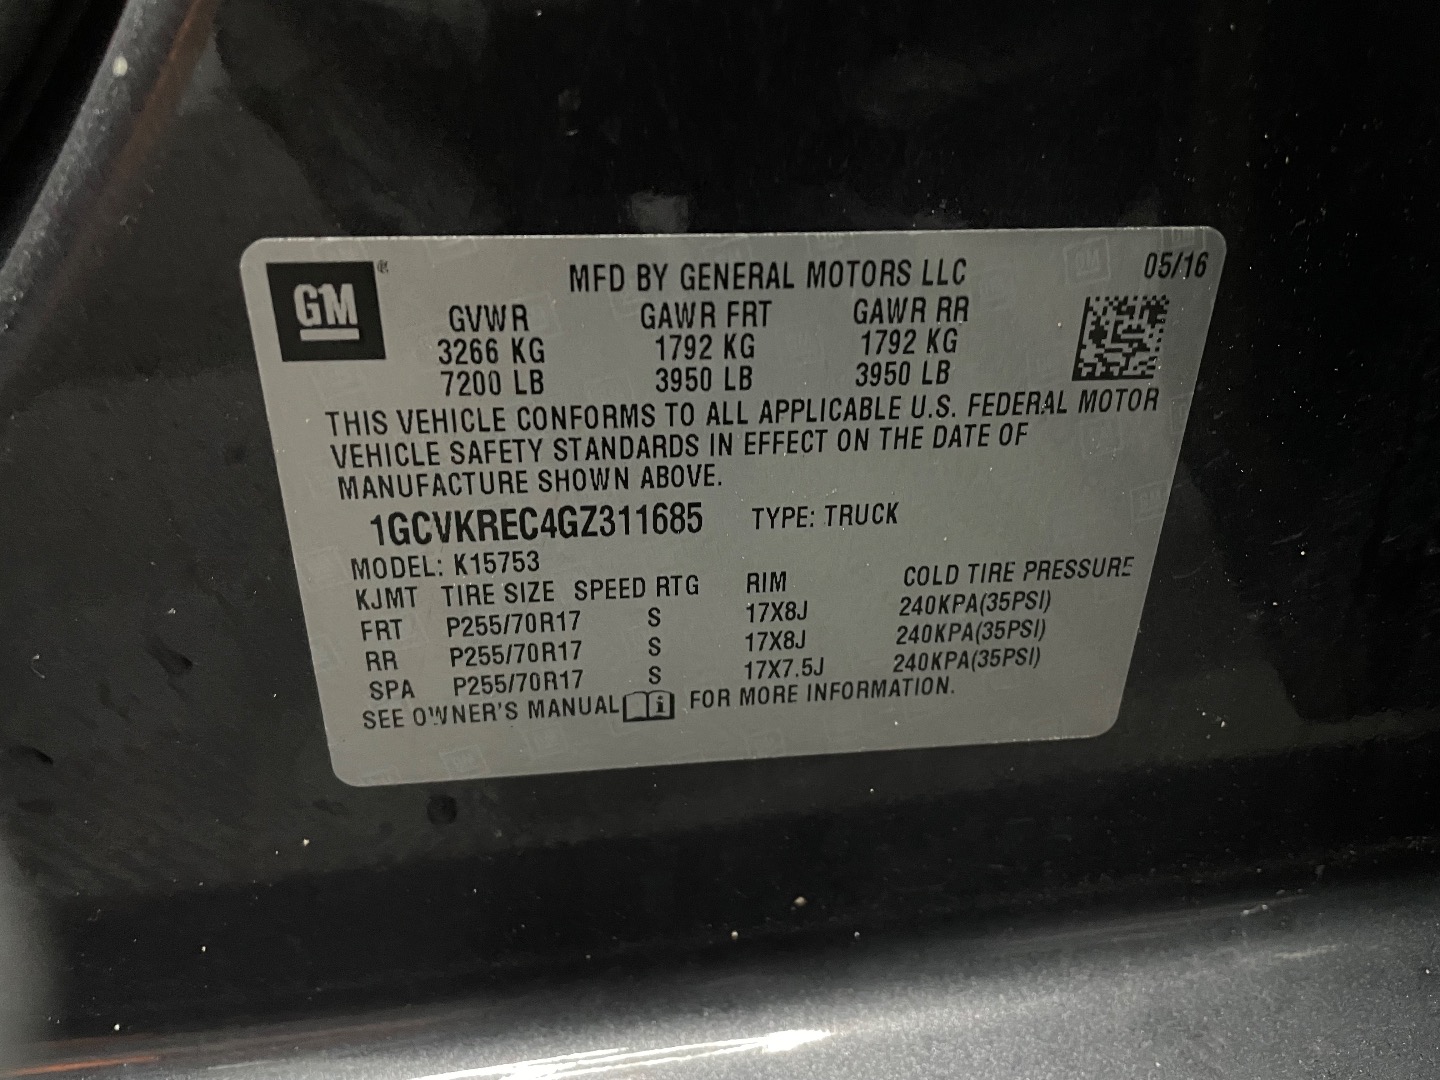 GM
MFD BY GENERAL MOTORS LLC 05/16
GVWR GAWR FRT GAWR RR
3266 KG 1792 KG 1792 KG
7200 LB 3950 LB 3950 LB
THIS VEHICLE CONFORMS TO ALL APPLICABLE U.S. FEDERAL MOTOR
VEHICLE SAFETY STANDARDS IN EFFECT ON THE DATE OF
MANUFACTURE SHOWN ABOVE.
1GCVKREC4GZ311685 TYPE: TRUCK
MODEL: K15753
KJMT TIRE SIZE SPEED RTG RIM COLD TIRE PRESSURE
FRT P255/70R17 S 17X8J 240KPA(35PSI)
RR P255/70R17 S 17X8J 240KPA(35PSI)
SPA P255/70R17 S 17X7.5J 240KPA(35PSI)
SEE OWNER'S MANUAL i FOR MORE INFORMATION.